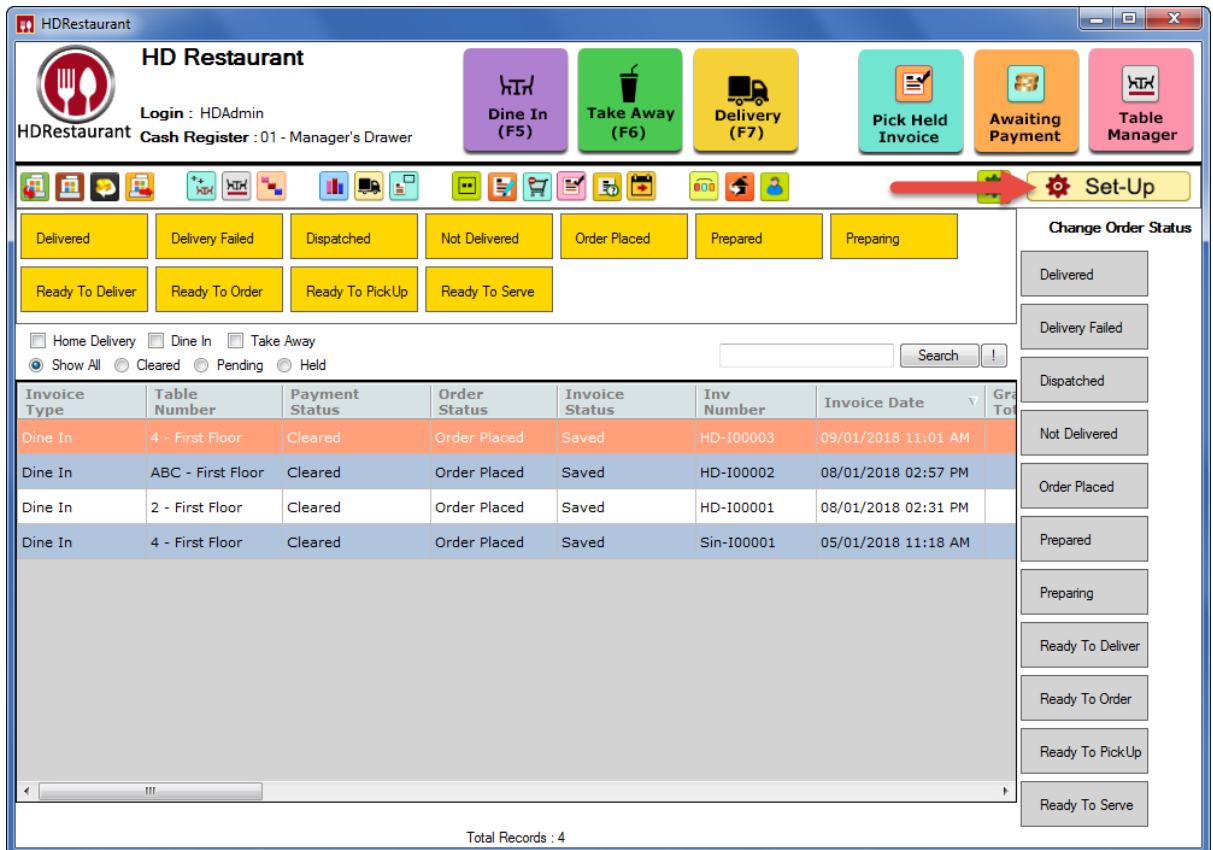 HDRestaurant
HD Restaurant
Login : HDAdmin
Cash Register : 01 - Manager's Drawer
HDRestaurant
Dine In
(F5)
Take Away
(F6)
Delivery
(F7)
Pick Held
Invoice
Awaiting
Payment
Table
Manager
Set-Up
Delivered
Delivery Failed
Dispatched
Not Delivered
Order Placed
Prepared
Preparing
Ready To Deliver
Ready To Order
Ready To PickUp
Ready To Serve
Home Delivery
Dine In
Take Away
Show All
Cleared
Pending
Held
Search
!
Invoice Type
Table Number
Payment Status
Order Status
Invoice Status
Inv Number
Invoice Date
Gra
Tot
Dine In 4 - First Floor Cleared Order Placed Saved HD-I00003 09/01/2018 11:01 AM
Dine In ABC - First Floor Cleared Order Placed Saved HD-I00002 08/01/2018 02:57 PM
Dine In 2 - First Floor Cleared Order Placed Saved HD-I00001 08/01/2018 02:31 PM
Dine In 4 - First Floor Cleared Order Placed Saved Sin-I00001 05/01/2018 11:18 AM
Total Records : 4
Change Order Status
Delivered
Delivery Failed
Dispatched
Not Delivered
Order Placed
Prepared
Preparing
Ready To Deliver
Ready To Order
Ready To PickUp
Ready To Serve